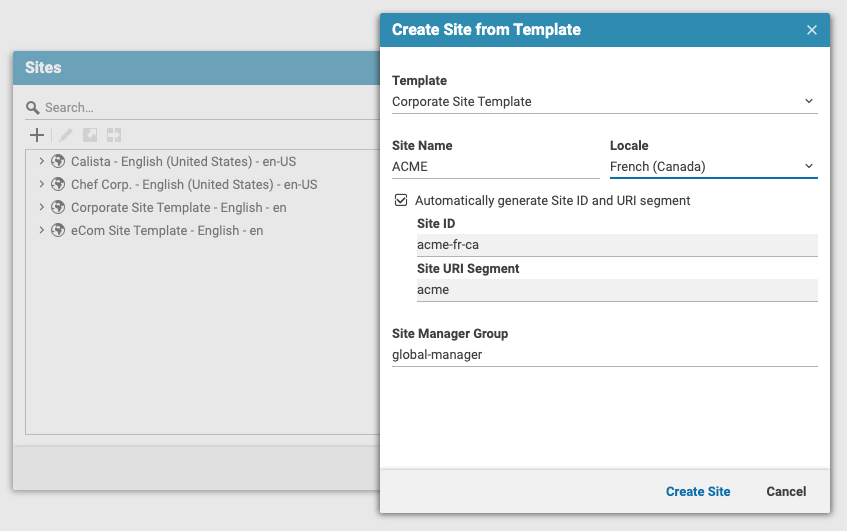 Sites
Search...
Calista - English (United States) - en-US
Chef Corp. - English (United States) - en-US
Corporate Site Template - English - en
eCom Site Template - English - en
Create Site from Template
Template
Corporate Site Template
Site Name
Locale
ACME
French (Canada)
Automatically generate Site ID and URI segment
Site ID
acme-fr-ca
Site URI Segment
acme
Site Manager Group
global-manager
Create Site
Cancel